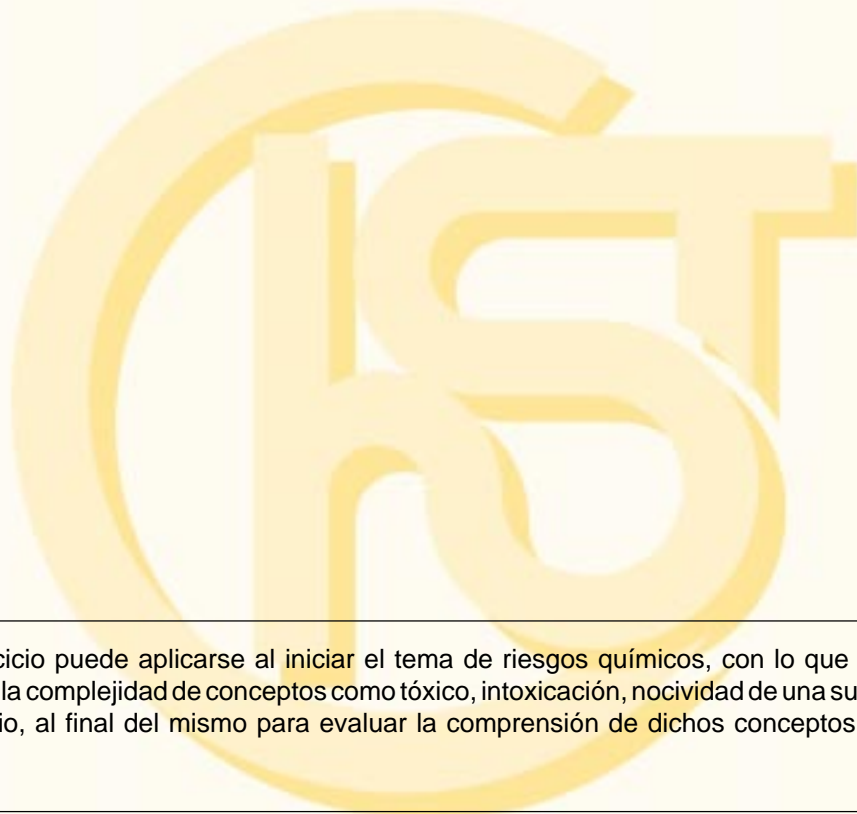 cicio puede aplicarse al iniciar el tema de riesgos químicos, con lo que
la complejidad de conceptos como tóxico, intoxicación, nocividad de una su
io, al final del mismo para evaluar la comprensión de dichos conceptos